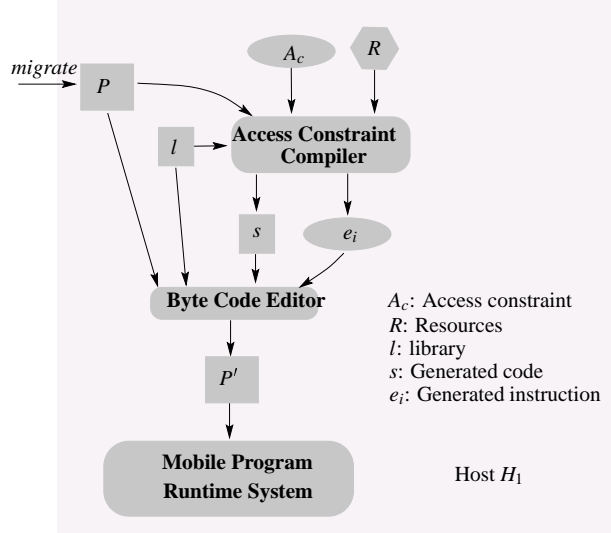 A_c
R
migrate
P
Access Constraint
Compiler
l
s
e_i
Byte Code Editor
A_c: Access constraint
R: Resources
l: library
s: Generated code
e_i: Generated instruction
P'
Mobile Program
Runtime System
Host H_1